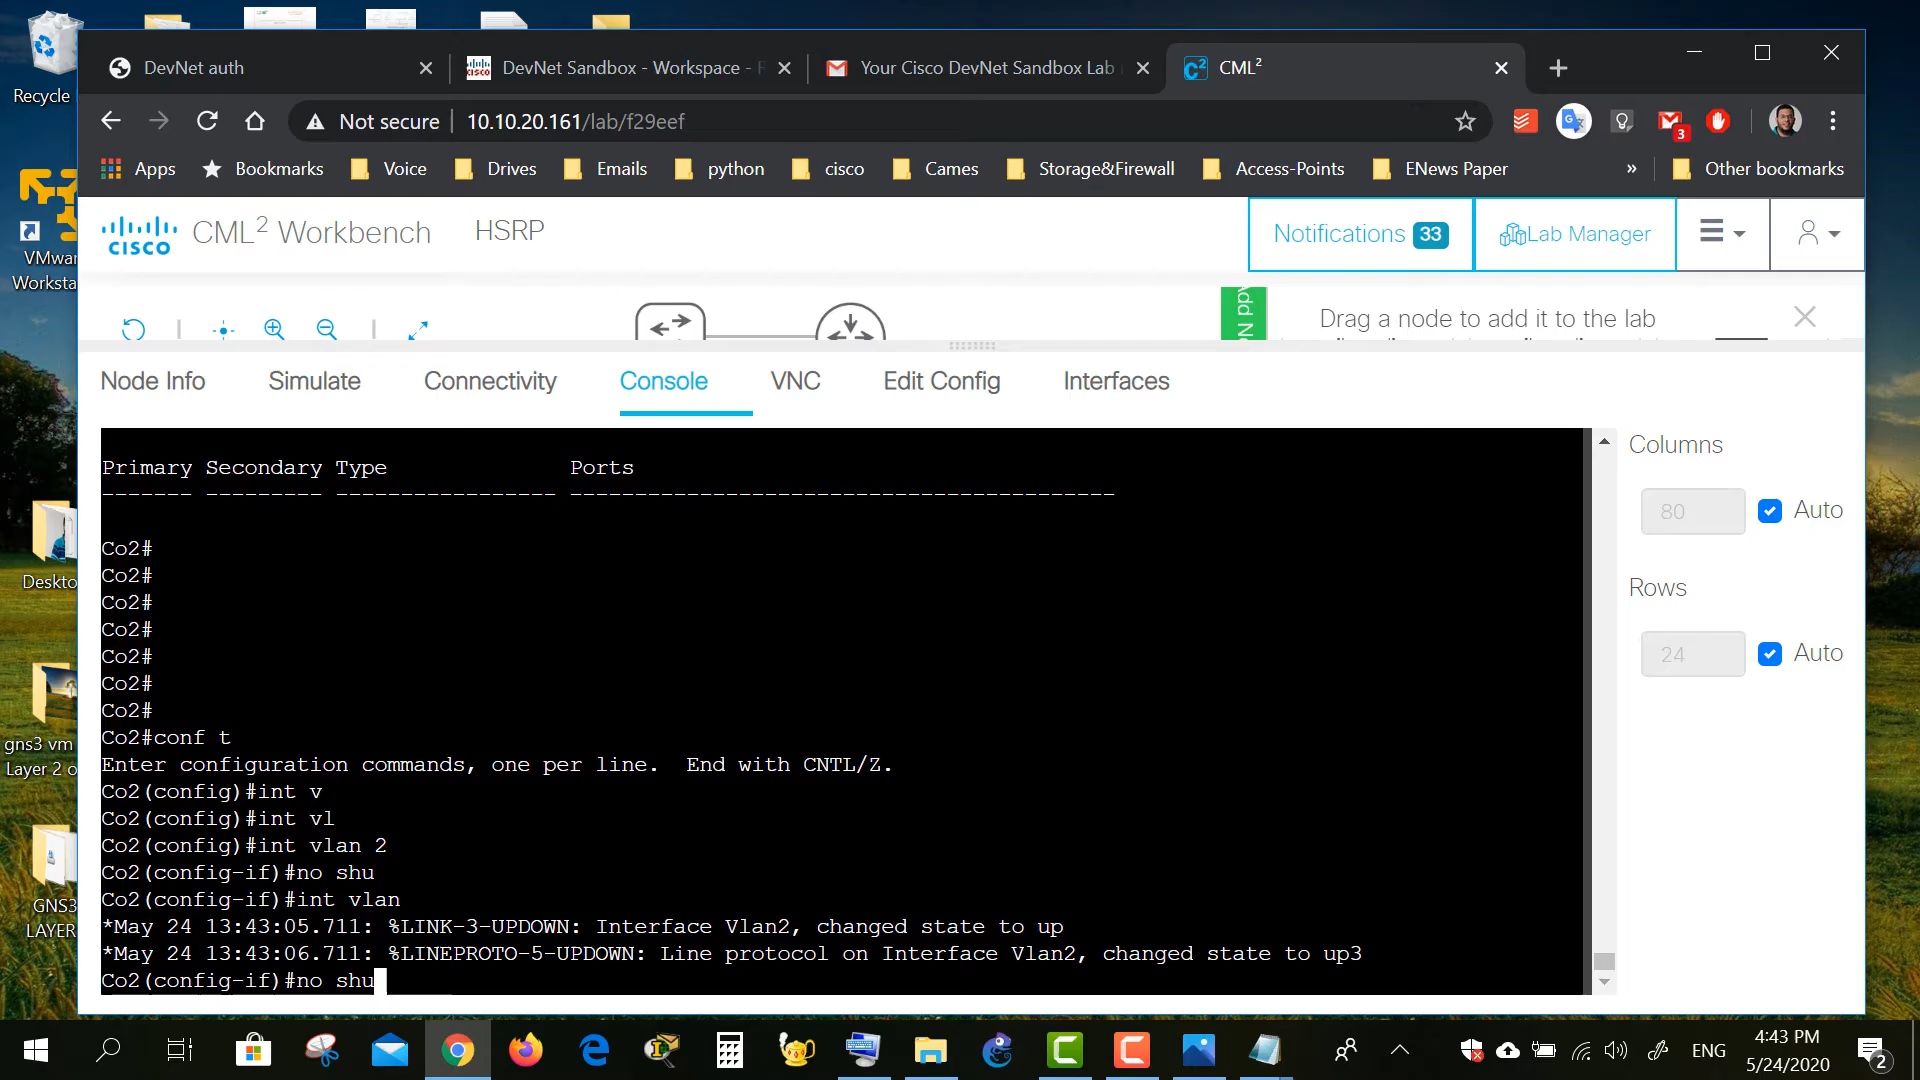 Recycle
VMwar
Worksta
Deskto
gns3 vm
Layer 2 o
GNS3
LAYER
DevNet auth
DevNet Sandbox - Workspace -
Your Cisco DevNet Sandbox Lab
CML²
Not secure
10.10.20.161/lab/f29eef
3
Apps
Bookmarks
Voice
Drives
Emails
python
cisco
Cames
Storage&Firewall
Access-Points
ENews Paper
»
Other bookmarks
CISCO
CML² Workbench
HSRP
Notifications 33
Lab Manager
Drag a node to add it to the lab
Node Info
Simulate
Connectivity
Console
VNC
Edit Config
Interfaces
Primary Secondary Type Ports
------- --------- ----------------- ------------------------------------------
Co2#
Co2#
Co2#
Co2#
Co2#
Co2#
Co2#
Co2#conf t
Enter configuration commands, one per line.  End with CNTL/Z.
Co2(config)#int v
Co2(config)#int vl
Co2(config)#int vlan 2
Co2(config-if)#no shu
Co2(config-if)#int vlan
*May 24 13:43:05.711: %LINK-3-UPDOWN: Interface Vlan2, changed state to up
*May 24 13:43:06.711: %LINEPROTO-5-UPDOWN: Line protocol on Interface Vlan2, changed state to up3
Co2(config-if)#no shu
Columns
80
Auto
Rows
24
Auto
ENG
4:43 PM
5/24/2020
2